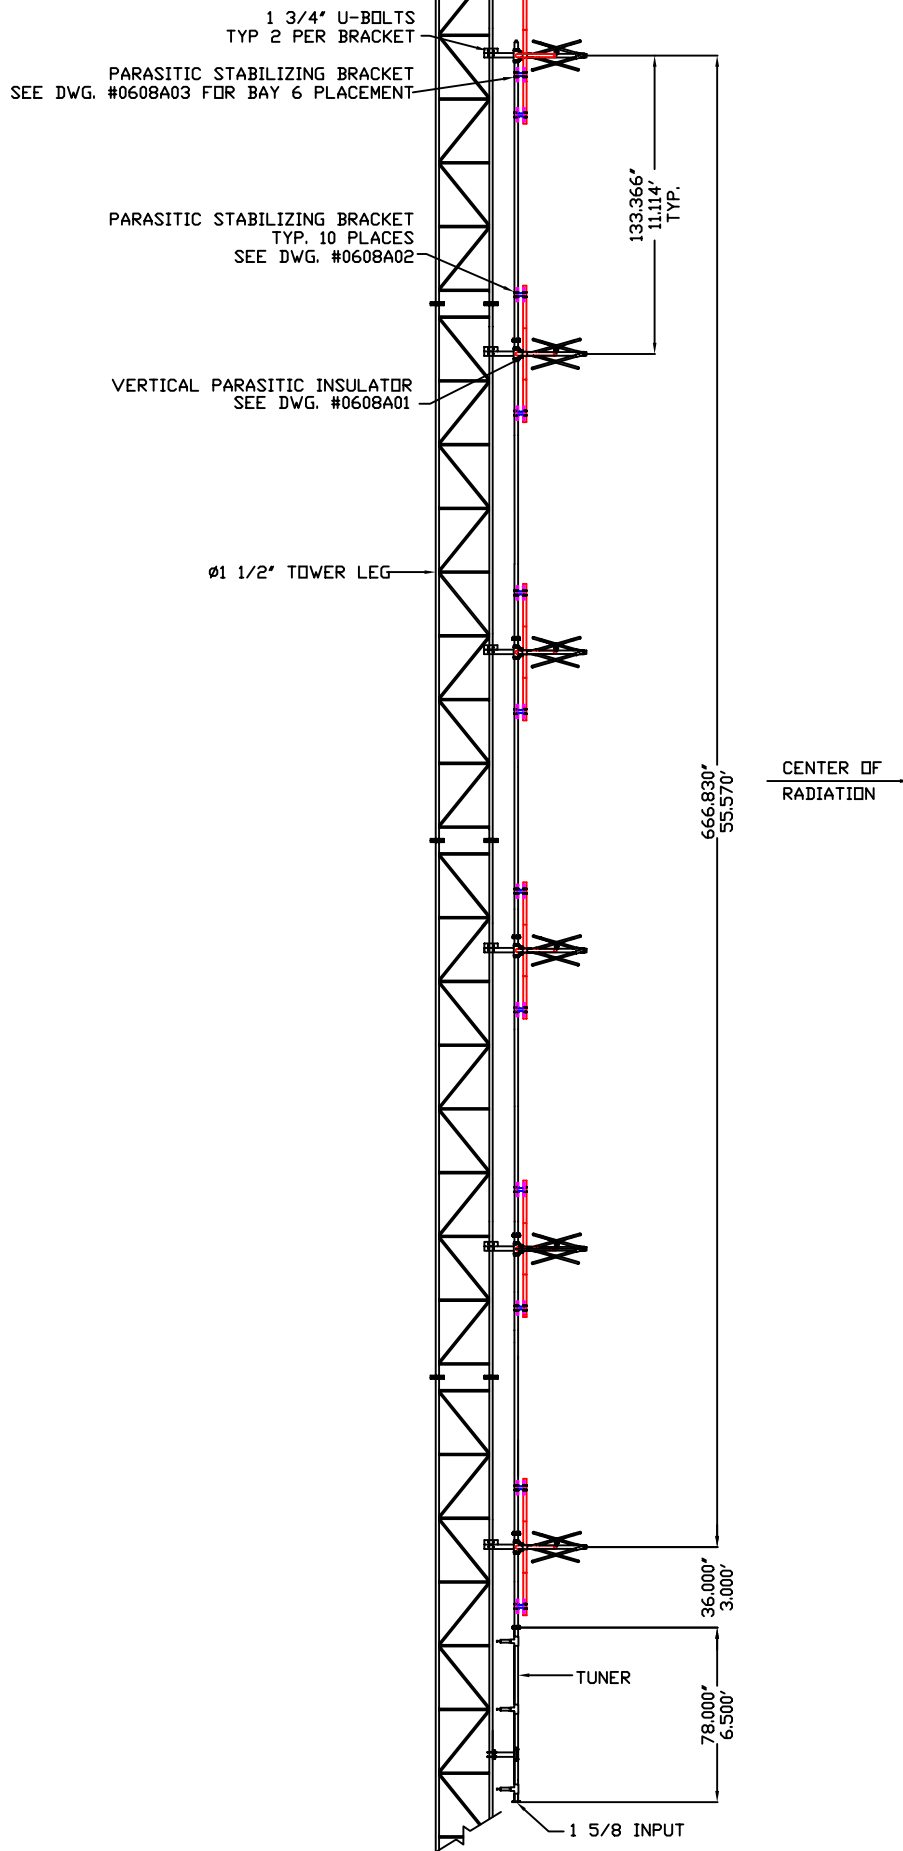 1 3/4" U-BOLTS
TYP 2 PER BRACKET
PARASITIC STABILIZING BRACKET
SEE DWG. #0608A03 FOR BAY 6 PLACEMENT
133.366"
11.114'
TYP.
PARASITIC STABILIZING BRACKET
TYP. 10 PLACES
SEE DWG. #0608A02
VERTICAL PARASITIC INSULATOR
SEE DWG. #0608A01
Ø1 1/2" TOWER LEG
666.830"
55.570'
CENTER OF
RADIATION
36.000"
3.000'
TUNER
78.000"
6.500'
1 5/8 INPUT